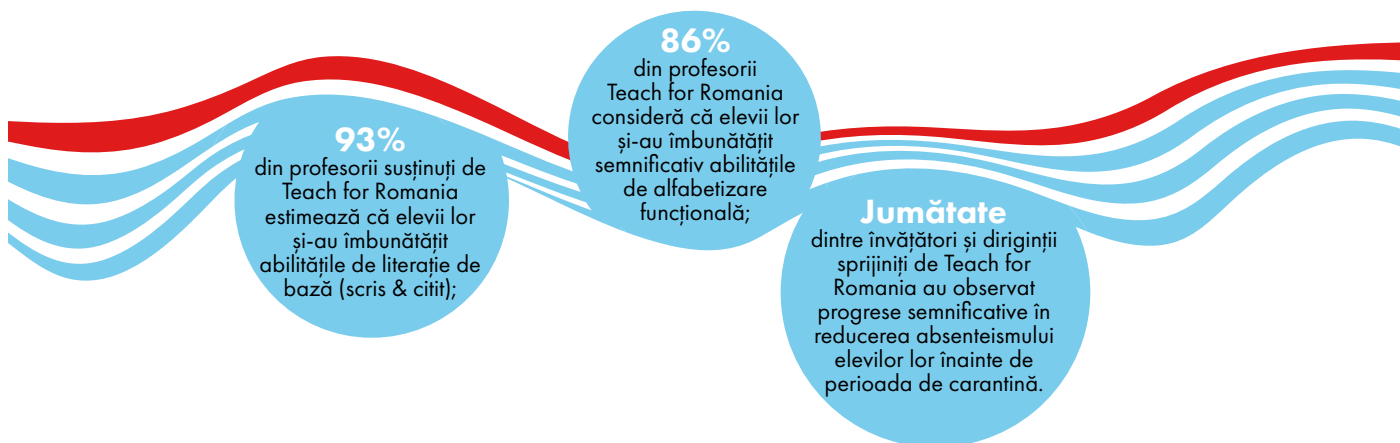 93%
din profesorii susținuți de
Teach for Romania
estimează că elevii lor
și-au îmbunătățit
abilitățile de literație de
bază (scris & citit);
86%
din profesorii
Teach for Romania
consideră că elevii lor
și-au îmbunătățit
semnificativ abilitățile
de alfabetizare
funcțională;
Jumătate
dintre învățători și diriginții
sprijiniți de Teach for
Romania au observat
progrese semnificative în
reducerea absenteismului
elevilor lor înainte de
perioada de carantină.